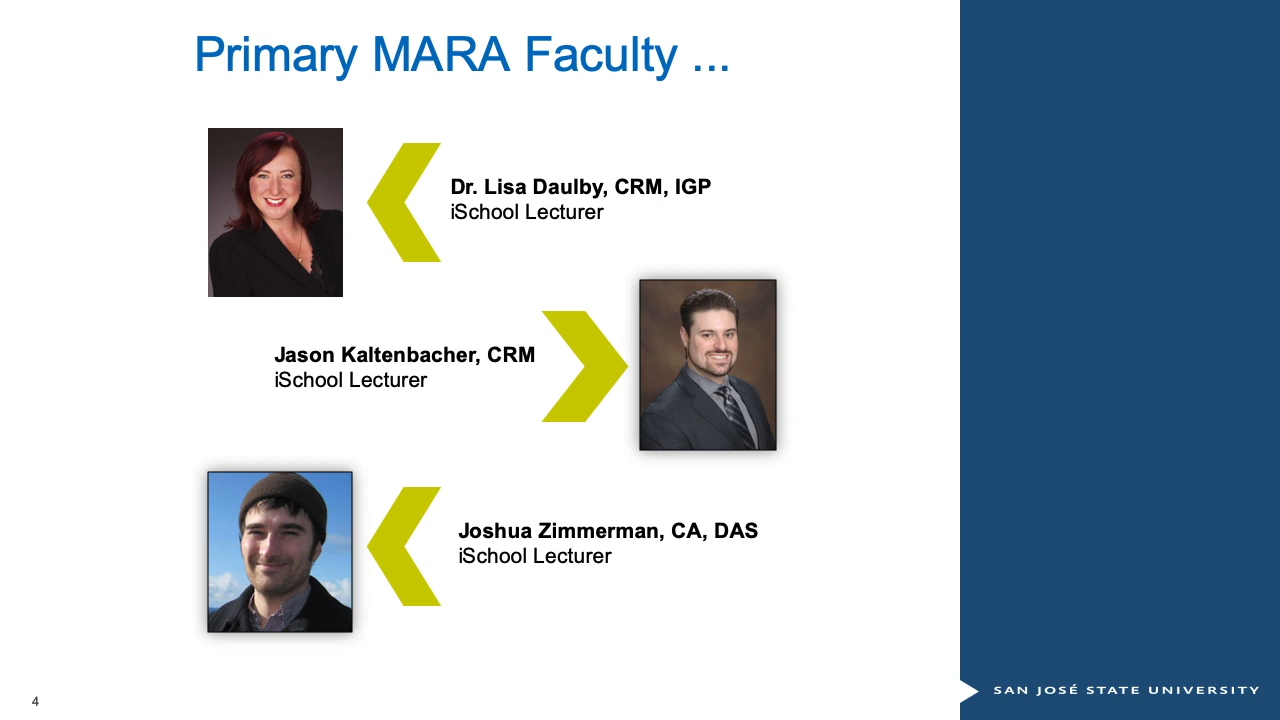 Primary MARA Faculty ...
Dr. Lisa Daulby, CRM, IGP
iSchool Lecturer
Jason Kaltenbacher, CRM
iSchool Lecturer
Joshua Zimmerman, CA, DAS
iSchool Lecturer
4
SAN JOSÉ STATE UNIVERSITY